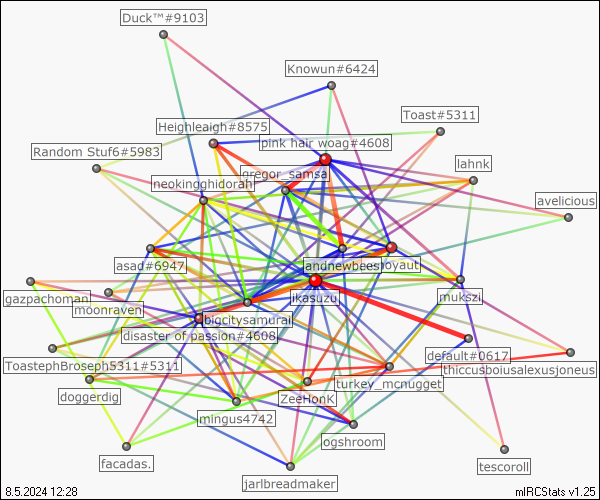 Duck™#9103
Knowun#6424
Toast#5311
Heighleaigh#8575
pink hair woag#4608
Random Stuf6#5983
gregor_samsa
lahnk
neokingghidorah
avelicious
asad#6947
andnewbees
oyaut
gazpachoman
moonraven
ikasuzu
mukszi
bigcitysamurai
disaster of passion#4608
default#0617
ToastephBroseph5311#5311
thiccusboiusalexusjoneus
turkey_mcnugget
doggerdig
ZeeHonK
mingus4742
ogshroom
facadas.
tescoroll
jarlbreadmaker
8.5.2024 12:28
mIRCStats v1.25